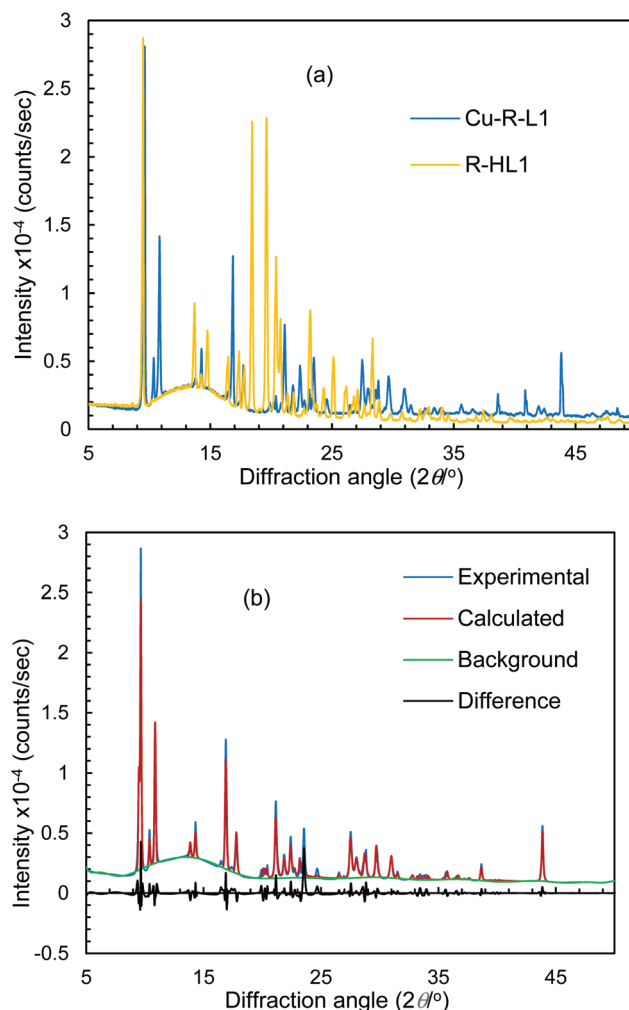 3
(a)
2.5
Cu-R-L1
2
R-HL1
1.5
1
0.5
0
5 15 25 35 45
Intensity x10⁻⁴ (counts/sec)
Diffraction angle (2θ/°)
3
Experimental
2.5
(b)
Calculated
2
Background
1.5
Difference
1
0.5
0
-0.5
5 15 25 35 45
Intensity x10⁻⁴ (counts/sec)
Diffraction angle (2θ/°)